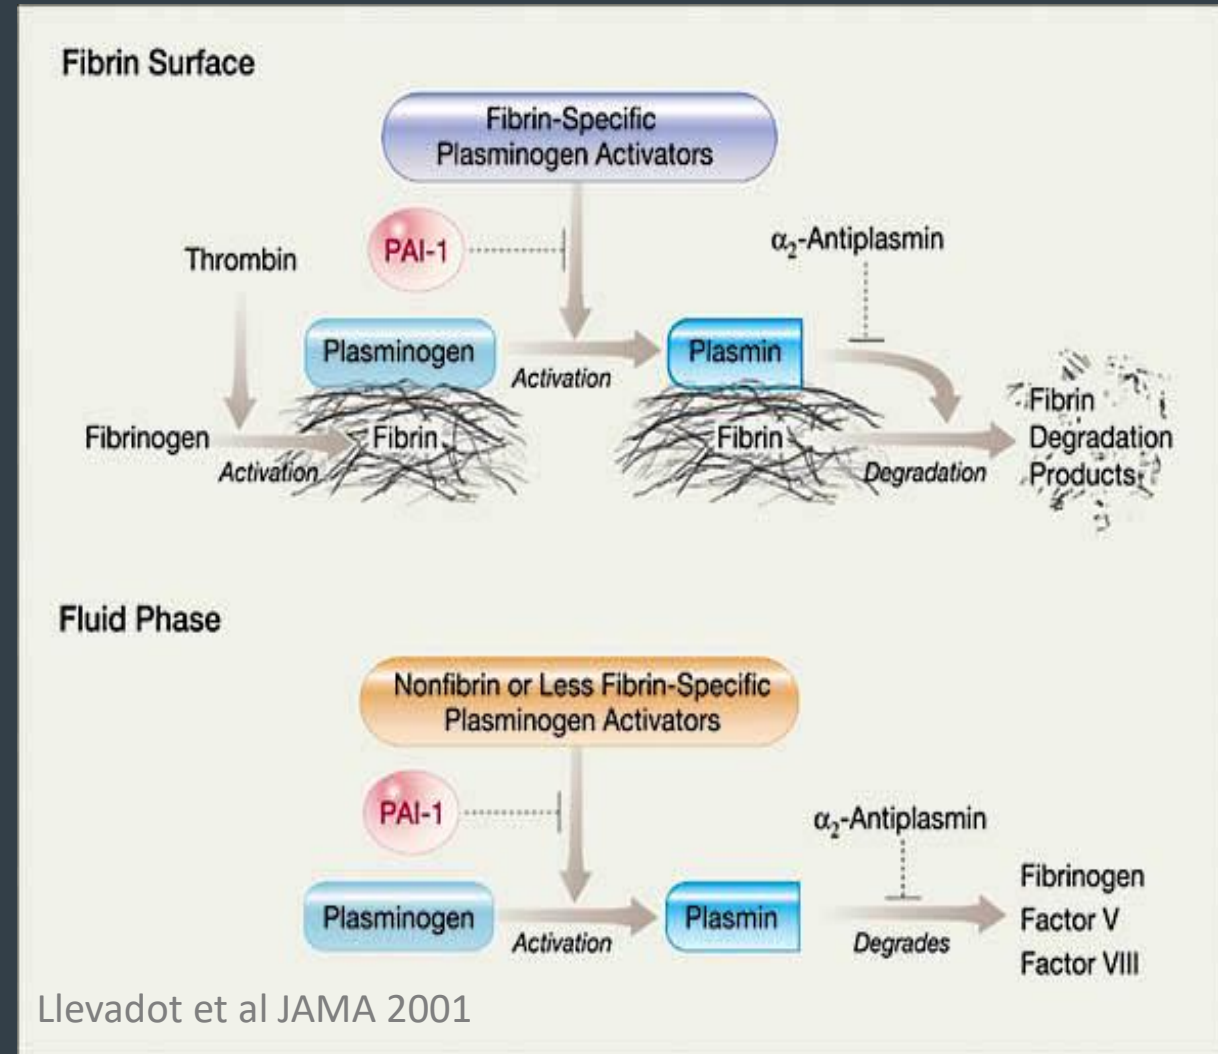 Fibrin Surface
Fibrin-Specific
Plasminogen Activators
PAI-1
α₂-Antiplasmin
Thrombin
Plasminogen
Activation
Plasmin
Fibrinogen
Activation
Fibrin
Fibrin
Degradation
Fibrin
Degradation
Products
Fluid Phase
Nonfibrin or Less Fibrin-Specific
Plasminogen Activators
PAI-1
α₂-Antiplasmin
Plasminogen
Activation
Plasmin
Degrades
Fibrinogen
Factor V
Factor VIII
Llevadot et al JAMA 2001